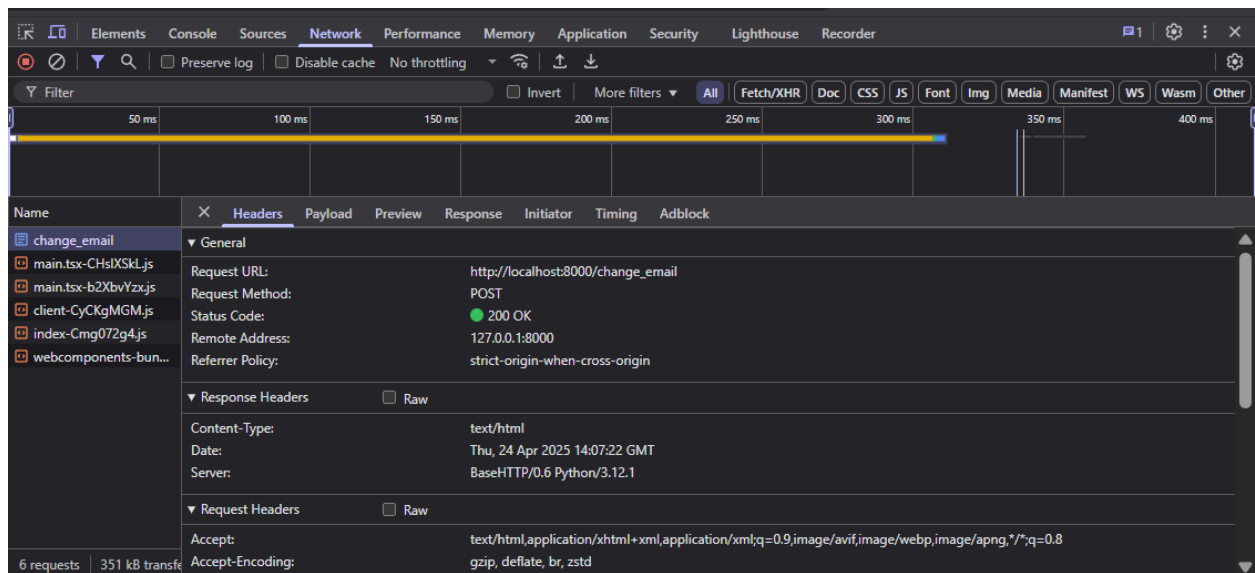 Elements Console Sources Network Performance Memory Application Security Lighthouse Recorder 1
Preserve log Disable cache No throttling
Filter Invert More filters All Fetch/XHR Doc CSS JS Font Img Media Manifest WS Wasm Other
50 ms 100 ms 150 ms 200 ms 250 ms 300 ms 350 ms 400 ms
Name Headers Payload Preview Response Initiator Timing Adblock
change_email
main.tsx-CHsIXSkL.js
main.tsx-b2XbvYzx.js
client-CyCKgMGM.js
index-Cmg072g4.js
webcomponents-bun...
General
Request URL: http://localhost:8000/change_email
Request Method: POST
Status Code: 200 OK
Remote Address: 127.0.0.1:8000
Referrer Policy: strict-origin-when-cross-origin
Response Headers Raw
Content-Type: text/html
Date: Thu, 24 Apr 2025 14:07:22 GMT
Server: BaseHTTP/0.6 Python/3.12.1
Request Headers Raw
Accept: text/html,application/xhtml+xml,application/xml;q=0.9,image/avif,image/webp,image/apng,*/*;q=0.8
Accept-Encoding: gzip, deflate, br, zstd
6 requests 351 kB transfe